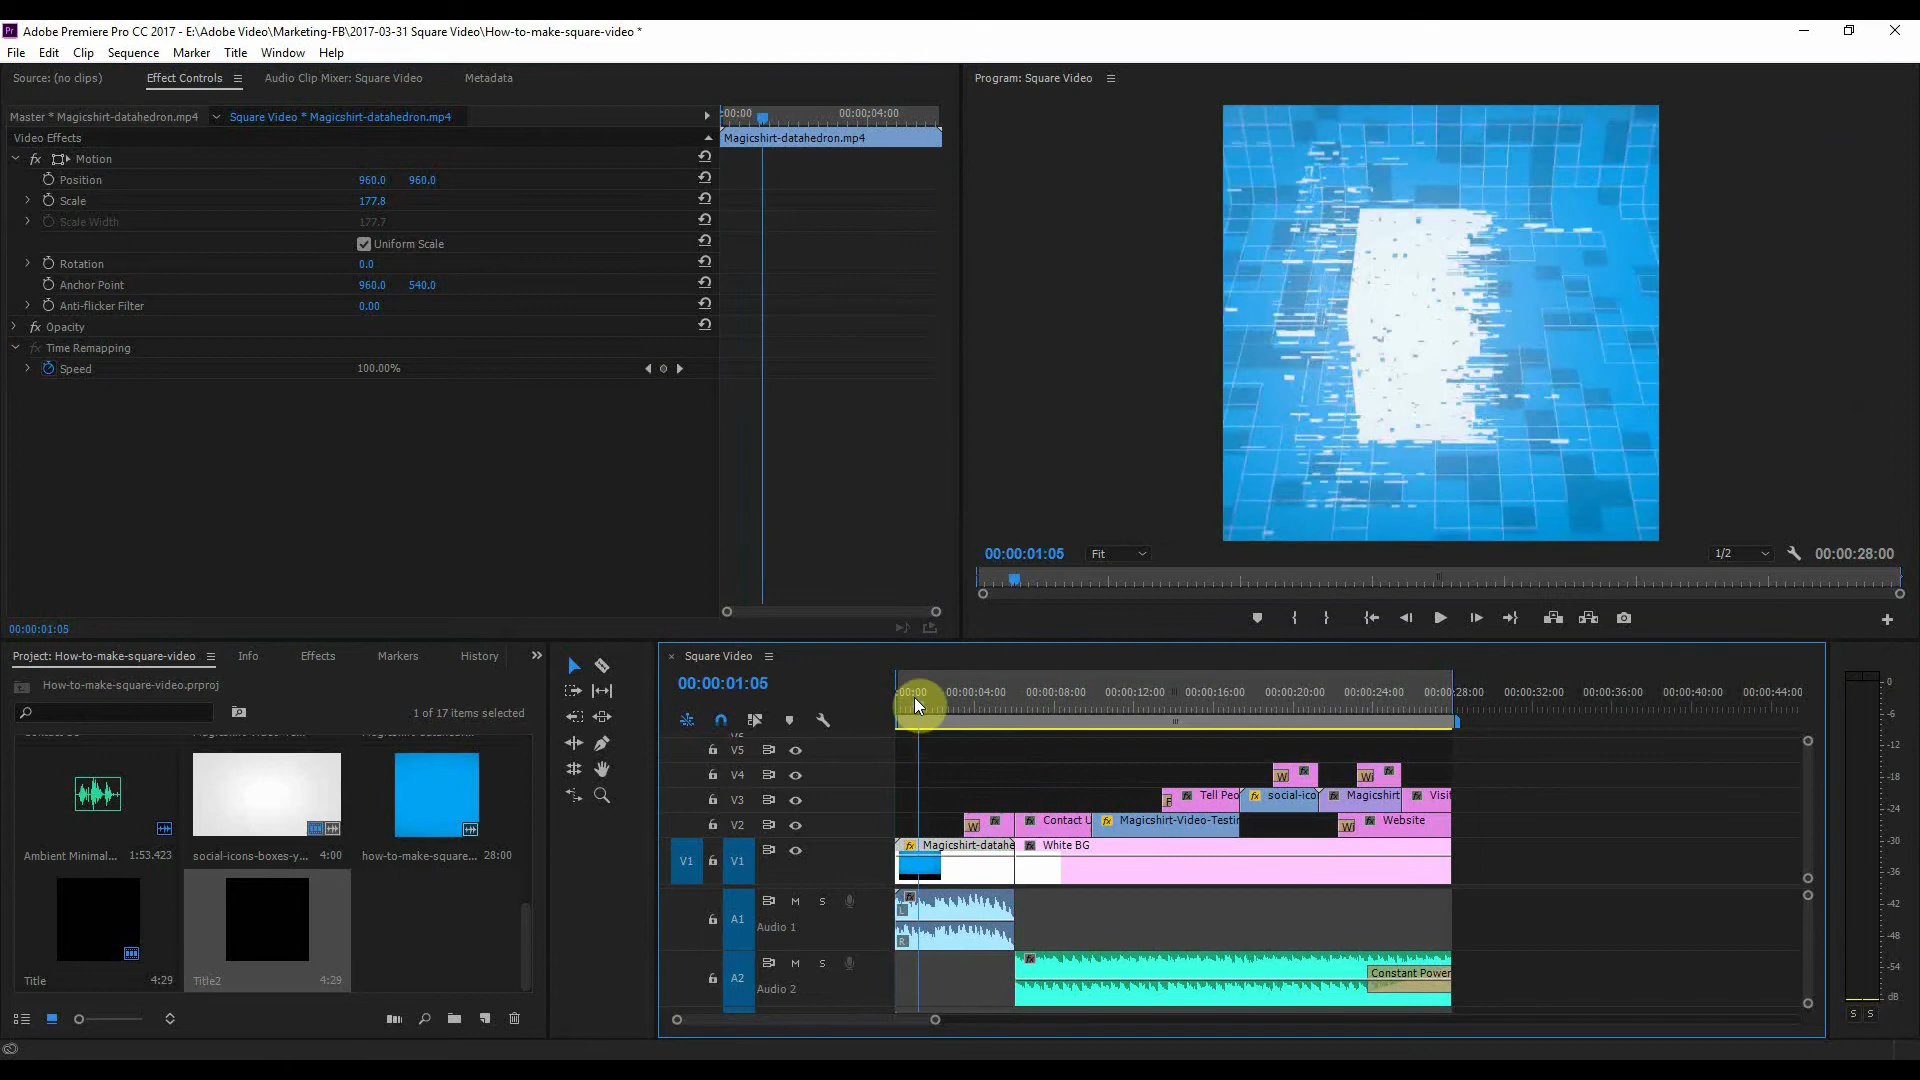 Adobe Premiere Pro CC 2017 - E:\Adobe Video\Marketing-FB\2017-03-31 Square Video\How-to-make-square-video *
File Edit Clip Sequence Marker Title Window Help
Source: (no clips) Effect Controls Audio Clip Mixer: Square Video Metadata
Program: Square Video
Master * Magicshirt-datahedron.mp4 Square Video * Magicshirt-datahedron.mp4
:00:00 00:00:04:00
Video Effects
Magicshirt-datahedron.mp4
fx Motion
Position 960.0 960.0
Scale 177.8
Scale Width 177.7
Uniform Scale
Rotation 0.0
Anchor Point 960.0 540.0
Anti-flicker Filter 0.00
fx Opacity
fx Time Remapping
Speed 100.00%
00:00:01:05 Fit 1/2 00:00:28:00
00:00:01:05
Project: How-to-make-square-video Info Effects Markers History
How-to-make-square-video.prproj
1 of 17 items selected
Ambient Minimal... 1:53.423
social-icons-boxes-y... 4:00
how-to-make-square... 28:00
Title 4:29
Title2 4:29
Square Video
00:00:01:05
:00:00 00:00:04:00 00:00:08:00 00:00:12:00 00:00:16:00 00:00:20:00 00:00:24:00 00:00:28:00 00:00:32:00 00:00:36:00 00:00:40:00 00:00:44:00
V5
V4
V3 Tell Peo social-ico Magicshirt Visit
V2 Contact U Magicshirt-Video-Testin Website
V1 V1 Magicshirt-datahe White BG
A1 M S
Audio 1
L
R
A2 M S
Audio 2
Constant Power
0
-6
-12
-18
-24
-30
-36
-42
-48
-54
dB
S S